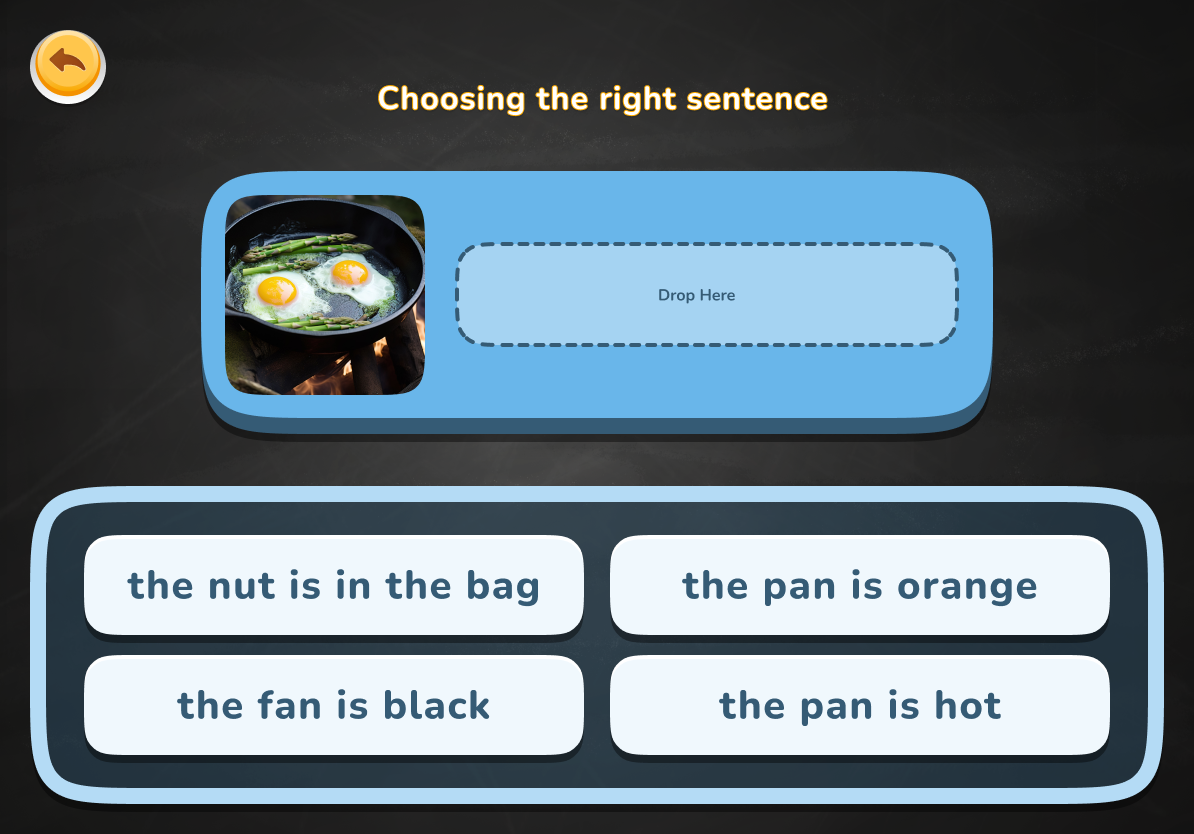 Choosing the right sentence
Drop Here
the nut is in the bag
the pan is orange
the fan is black
the pan is hot